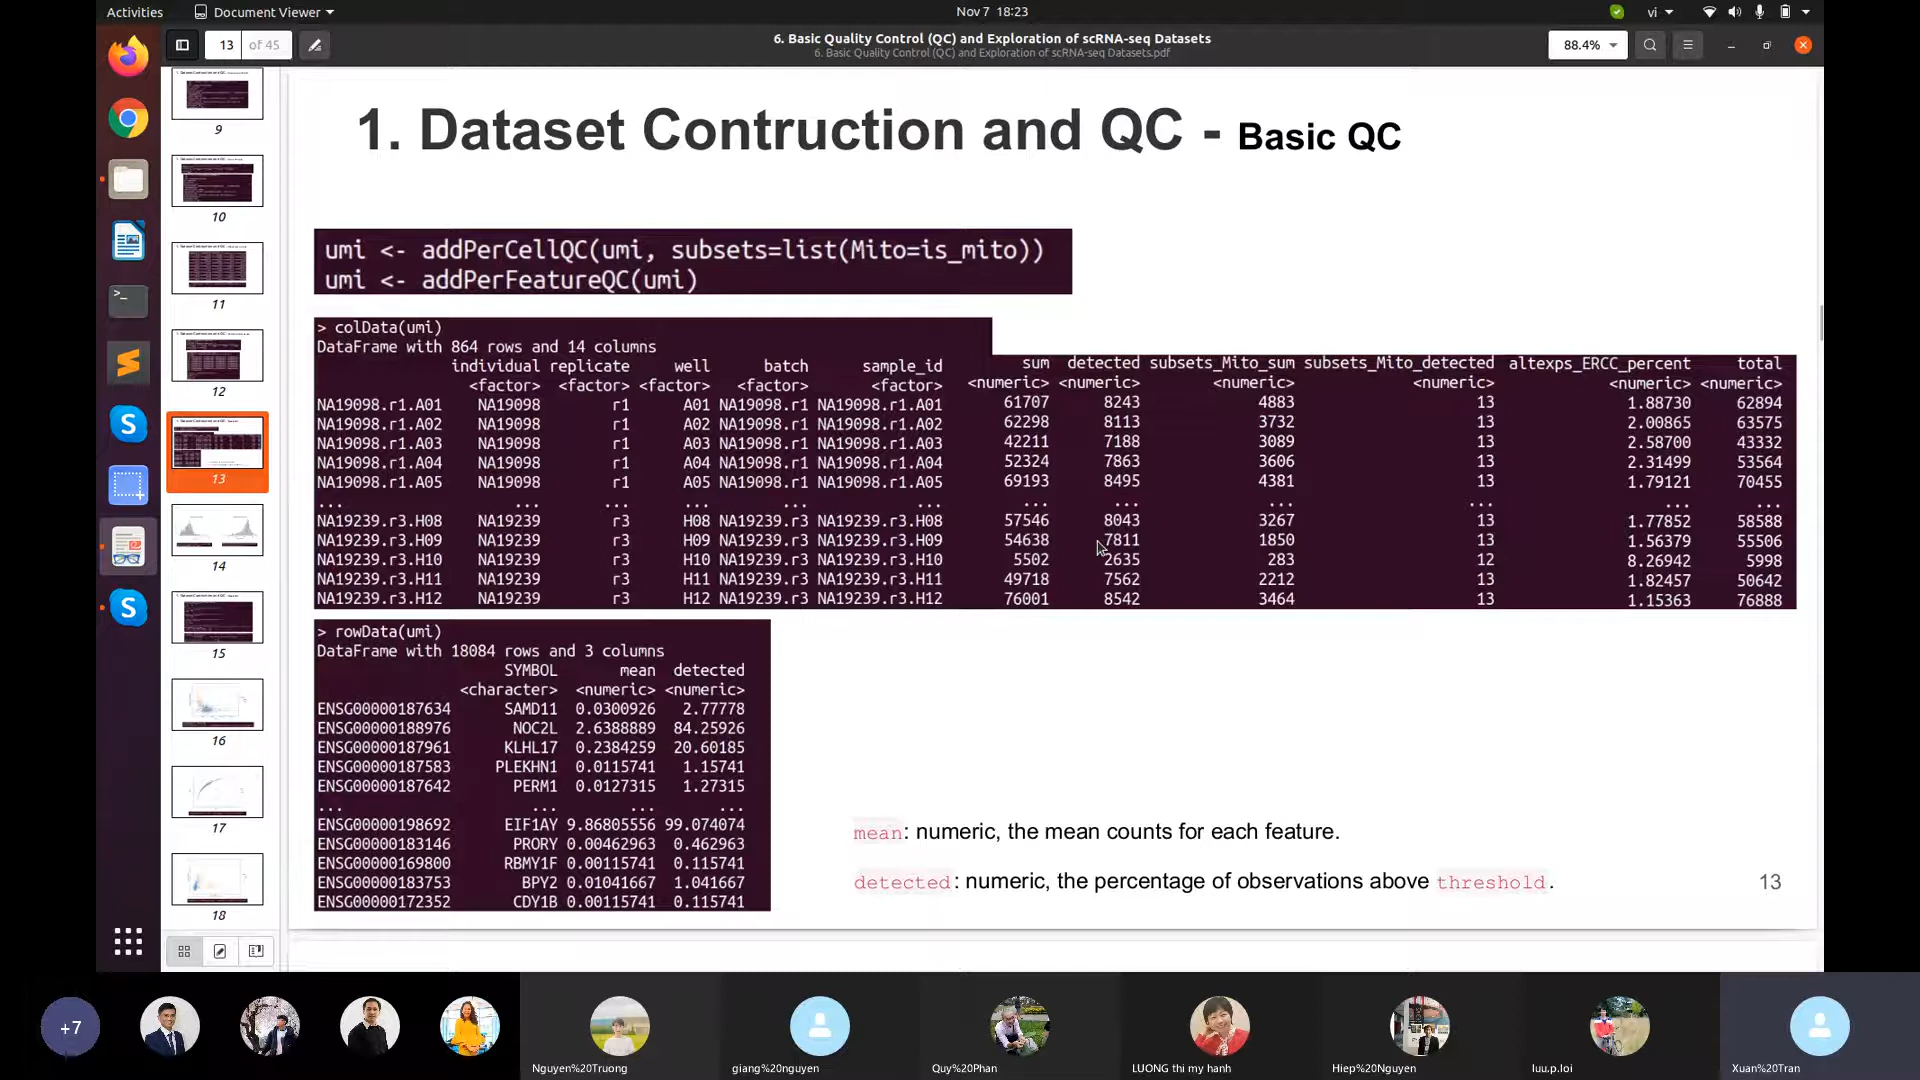 Activities
Document Viewer
Nov 7 18:23
vi
13 of 45
6. Basic Quality Control (QC) and Exploration of scRNA-seq Datasets
6. Basic Quality Control (QC) and Exploration of scRNA-seq Datasets.pdf
88.4%
9
10
11
12
13
14
15
16
17
18
1. Dataset Contruction and QC - Basic QC
umi <- addPerCellQC(umi, subsets=list(Mito=is_mito))
umi <- addPerFeatureQC(umi)
> colData(umi)
DataFrame with 864 rows and 14 columns
individual replicate well batch sample_id sum detected subsets_Mito_sum subsets_Mito_detected altexps_ERCC_percent total
<factor> <factor> <factor> <factor> <factor> <numeric> <numeric> <numeric> <numeric> <numeric> <numeric>
NA19098.r1.A01 NA19098 r1 A01 NA19098.r1 NA19098.r1.A01 61707 8243 4883 13 1.88730 62894
NA19098.r1.A02 NA19098 r1 A02 NA19098.r1 NA19098.r1.A02 62298 8113 3732 13 2.00865 63575
NA19098.r1.A03 NA19098 r1 A03 NA19098.r1 NA19098.r1.A03 42211 7188 3089 13 2.58700 43332
NA19098.r1.A04 NA19098 r1 A04 NA19098.r1 NA19098.r1.A04 52324 7863 3606 13 2.31499 53564
NA19098.r1.A05 NA19098 r1 A05 NA19098.r1 NA19098.r1.A05 69193 8495 4381 13 1.79121 70455
... ... ... ... ... ... ... ... ... ... ... ...
NA19239.r3.H08 NA19239 r3 H08 NA19239.r3 NA19239.r3.H08 57546 8043 3267 13 1.77852 58588
NA19239.r3.H09 NA19239 r3 H09 NA19239.r3 NA19239.r3.H09 54638 7811 1850 13 1.56379 55506
NA19239.r3.H10 NA19239 r3 H10 NA19239.r3 NA19239.r3.H10 5502 2635 283 12 8.26942 5998
NA19239.r3.H11 NA19239 r3 H11 NA19239.r3 NA19239.r3.H11 49718 7562 2212 13 1.82457 50642
NA19239.r3.H12 NA19239 r3 H12 NA19239.r3 NA19239.r3.H12 76001 8542 3464 13 1.15363 76888
> rowData(umi)
DataFrame with 18084 rows and 3 columns
SYMBOL mean detected
<character> <numeric> <numeric>
ENSG00000187634 SAMD11 0.0300926 2.77778
ENSG00000188976 NOC2L 2.6388889 84.25926
ENSG00000187961 KLHL17 0.2384259 20.60185
ENSG00000187583 PLEKHN1 0.0115741 1.15741
ENSG00000187642 PERM1 0.0127315 1.27315
... ... ... ...
ENSG00000198692 EIF1AY 9.86805556 99.074074
ENSG00000183146 PRORY 0.00462963 0.462963
ENSG00000169800 RBMY1F 0.00115741 0.115741
ENSG00000183753 BPY2 0.01041667 1.041667
ENSG00000172352 CDY1B 0.00115741 0.115741
mean: numeric, the mean counts for each feature.
detected: numeric, the percentage of observations above threshold.
13
+7
Nguyen%20Truong
giang%20nguyen
Quy%20Phan
LUONG thi my hanh
Hiep%20Nguyen
luu.p.loi
Xuan%20Tran